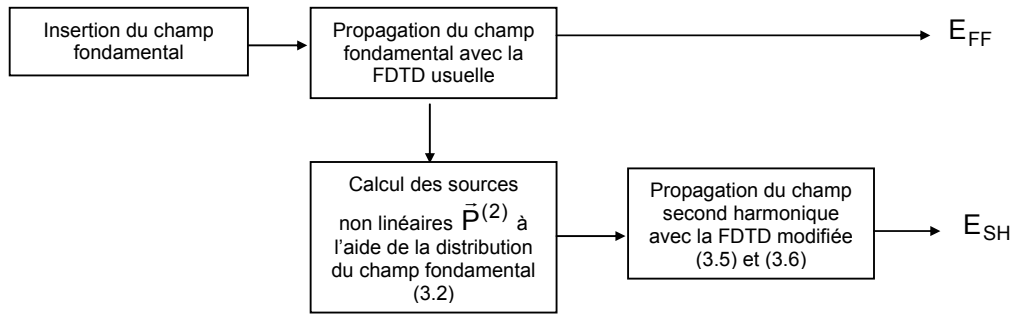 Insertion du champ
fondamental
Propagation du champ
fondamental avec la
FDTD usuelle
E_FF
Calcul des sources
non linéaires P⃗^(2) à
l'aide de la distribution
du champ fondamental
(3.2)
Propagation du champ
second harmonique
avec la FDTD modifiée
(3.5) et (3.6)
E_SH